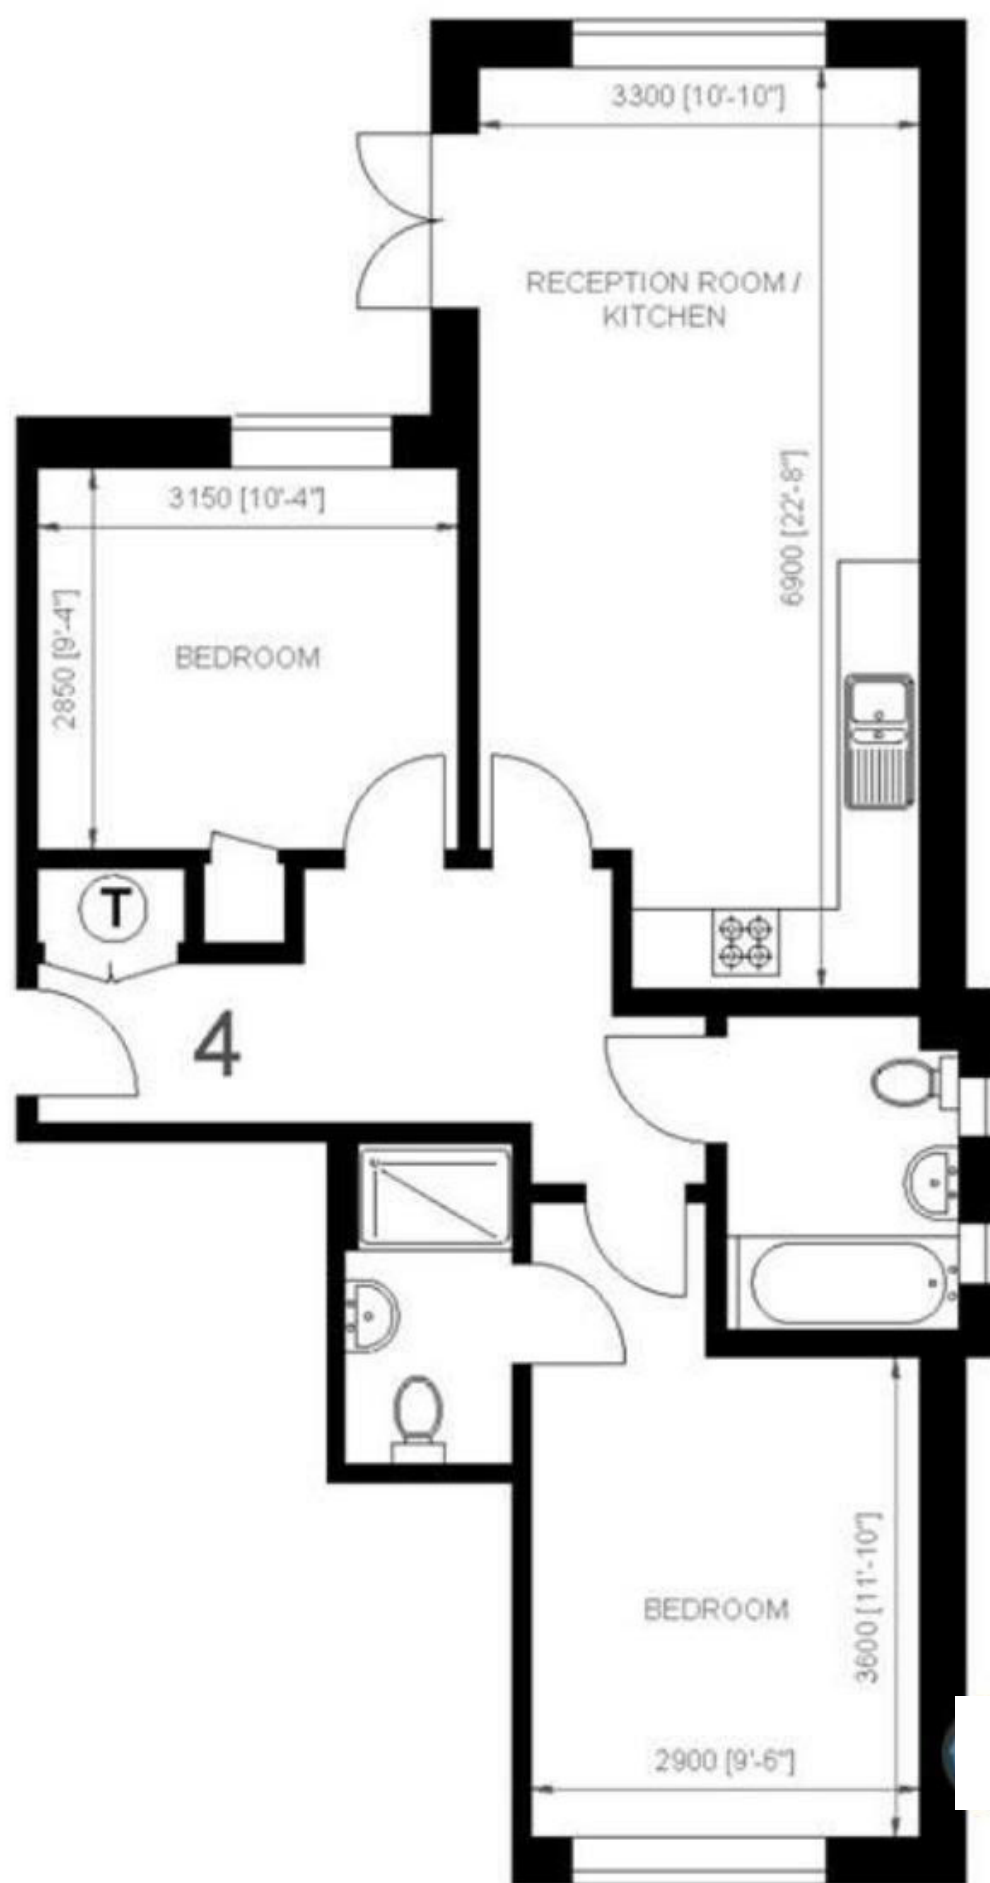 3300 [10'-10"]
RECEPTION ROOM /
KITCHEN
6900 [22'-8"]
3150 [10'-4"]
2850 [9'-4"]
BEDROOM
T
4
BEDROOM
3600 [11'-10"]
2900 [9'-6"]